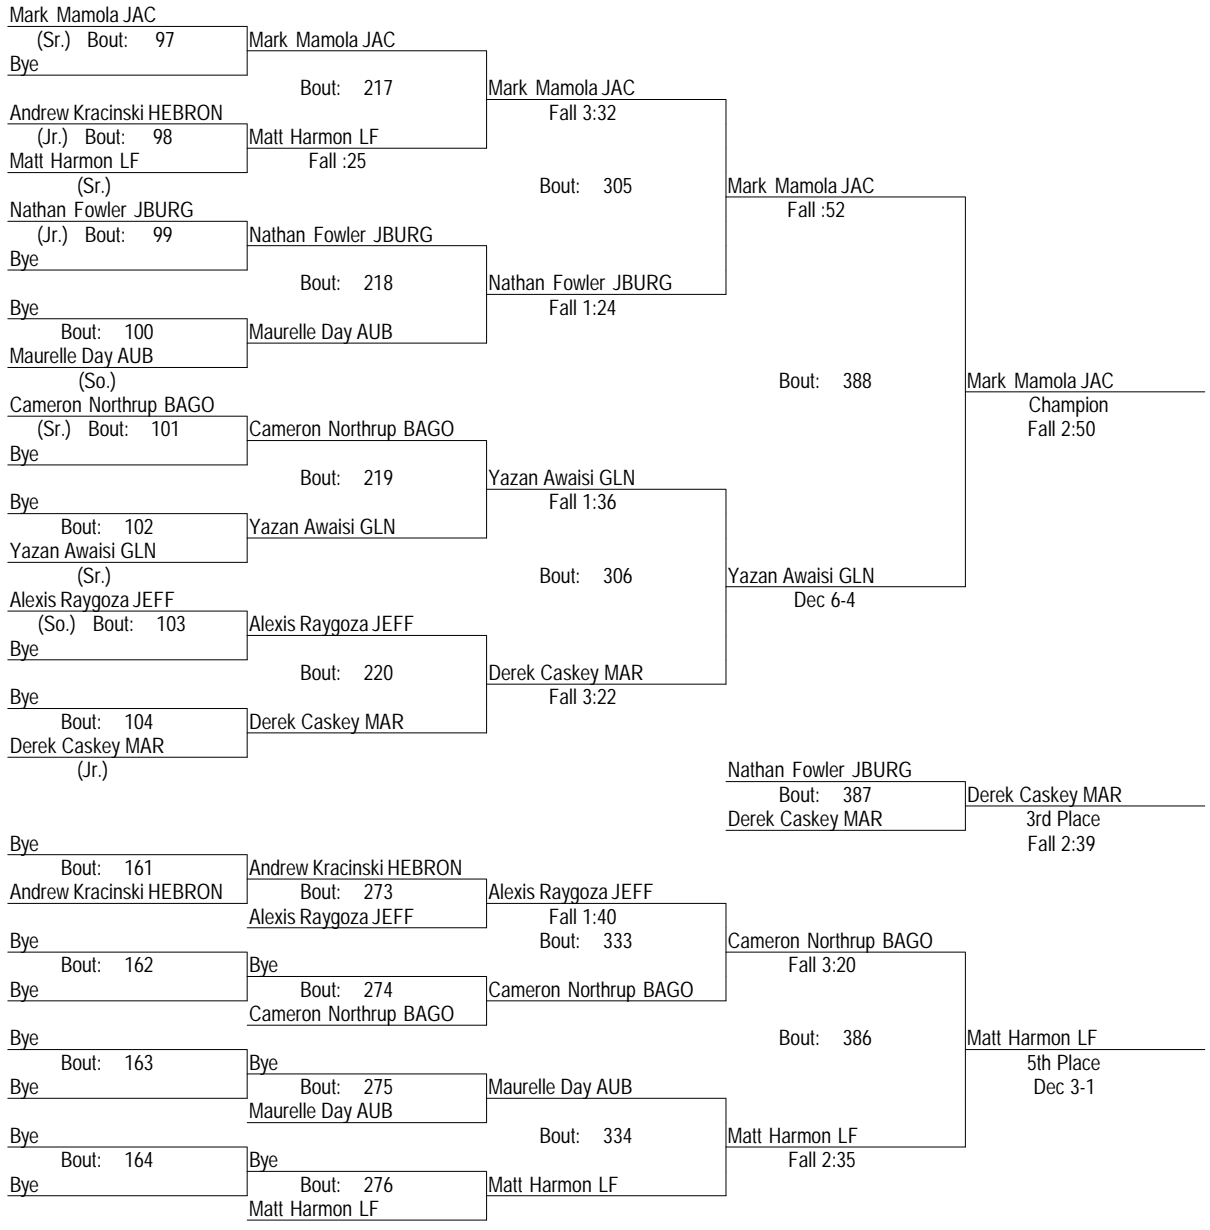 Mark Mamola JAC
(Sr.) Bout: 97
Mark Mamola JAC
Bye
Bout: 217
Mark Mamola JAC
Andrew Kracinski HEBRON
Fall 3:32
(Jr.) Bout: 98
Matt Harmon LF
Matt Harmon LF
Fall :25
(Sr.)
Bout: 305
Mark Mamola JAC
Nathan Fowler JBURG
Fall :52
(Jr.) Bout: 99
Nathan Fowler JBURG
Bye
Bout: 218
Nathan Fowler JBURG
Bye
Fall 1:24
Bout: 100
Maurelle Day AUB
Maurelle Day AUB
(So.)
Bout: 388
Mark Mamola JAC
Cameron Northrup BAGO
Champion
(Sr.) Bout: 101
Cameron Northrup BAGO
Fall 2:50
Bye
Bout: 219
Yazan Awaisi GLN
Bye
Fall 1:36
Bout: 102
Yazan Awaisi GLN
Yazan Awaisi GLN
(Sr.)
Bout: 306
Yazan Awaisi GLN
Alexis Raygoza JEFF
Dec 6-4
(So.) Bout: 103
Alexis Raygoza JEFF
Bye
Bout: 220
Derek Caskey MAR
Bye
Fall 3:22
Bout: 104
Derek Caskey MAR
Derek Caskey MAR
(Jr.)
Nathan Fowler JBURG
Bout: 387
Derek Caskey MAR
Derek Caskey MAR
3rd Place
Fall 2:39
Bye
Bout: 161
Andrew Kracinski HEBRON
Andrew Kracinski HEBRON
Bout: 273
Alexis Raygoza JEFF
Alexis Raygoza JEFF
Fall 1:40
Bye
Bout: 333
Cameron Northrup BAGO
Bout: 162
Bye
Fall 3:20
Bye
Bout: 274
Cameron Northrup BAGO
Cameron Northrup BAGO
Bye
Bout: 386
Matt Harmon LF
Bout: 163
Bye
5th Place
Bye
Bout: 275
Maurelle Day AUB
Dec 3-1
Maurelle Day AUB
Bye
Bout: 334
Matt Harmon LF
Bout: 164
Bye
Fall 2:35
Bye
Bout: 276
Matt Harmon LF
Matt Harmon LF